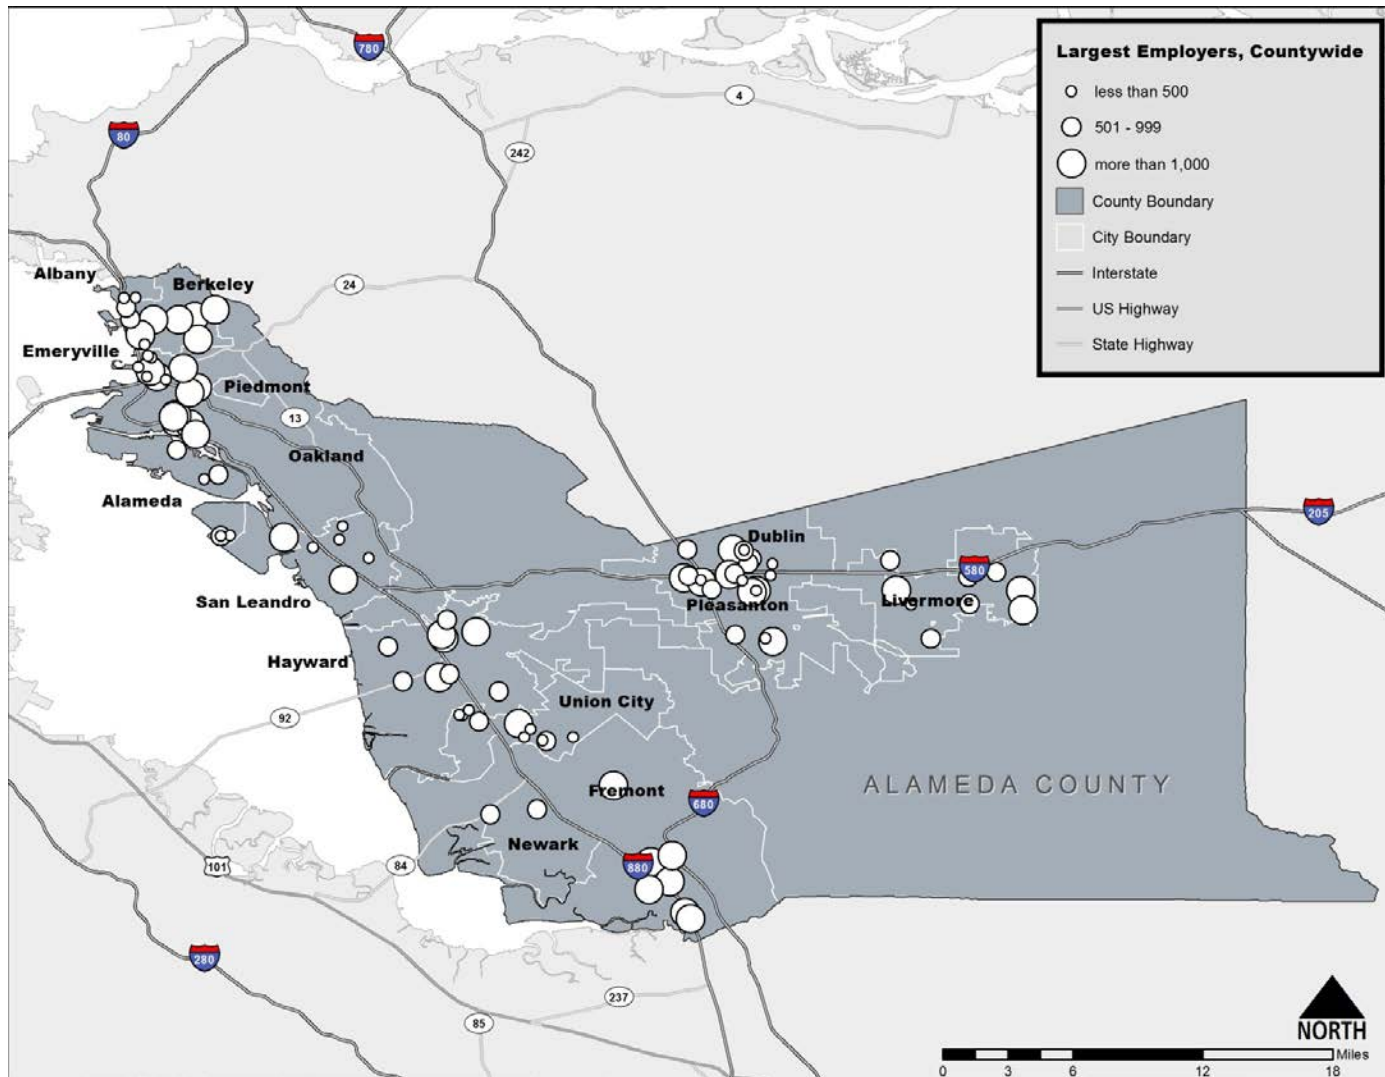 Largest Employers, Countywide
less than 500
501 - 999
more than 1,000
County Boundary
City Boundary
Interstate
US Highway
State Highway
780
80
4
242
24
Albany
Berkeley
Emeryville
Piedmont
13
Oakland
Alameda
205
Dublin
580
San Leandro
Pleasanton
Livermore
Hayward
Union City
92
ALAMEDA COUNTY
Fremont
680
Newark
880
84
101
280
237
85
NORTH
Miles
0 3 6 12 18